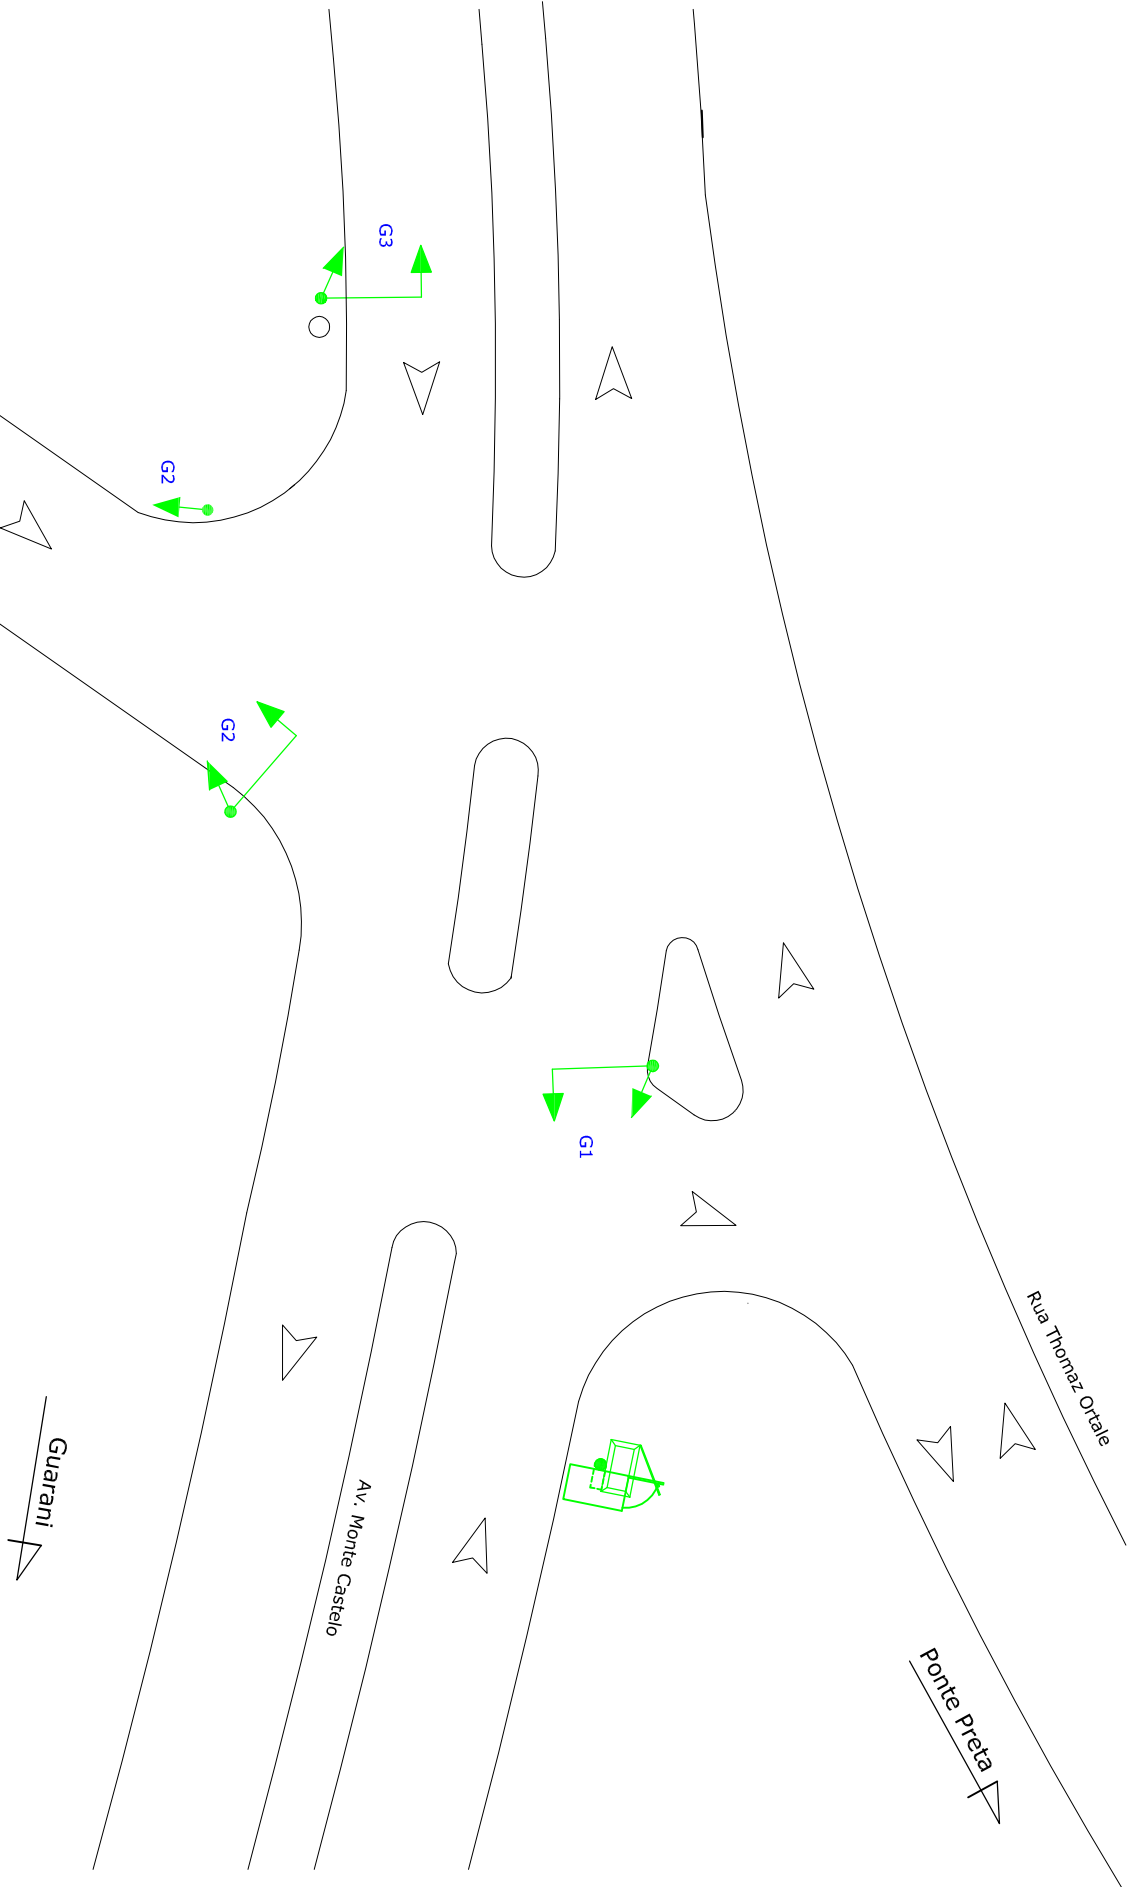 G3
G2
G2
G1
Rua Thomaz Ortale
Guarani
Av. Monte Castelo
Ponte Preta